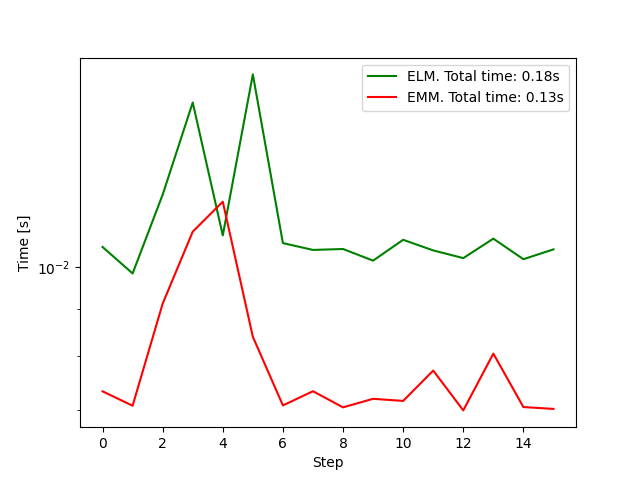 ELM. Total time: 0.18s
EMM. Total time: 0.13s
Time [s]
10⁻²
0 2 4 6 8 10 12 14
Step